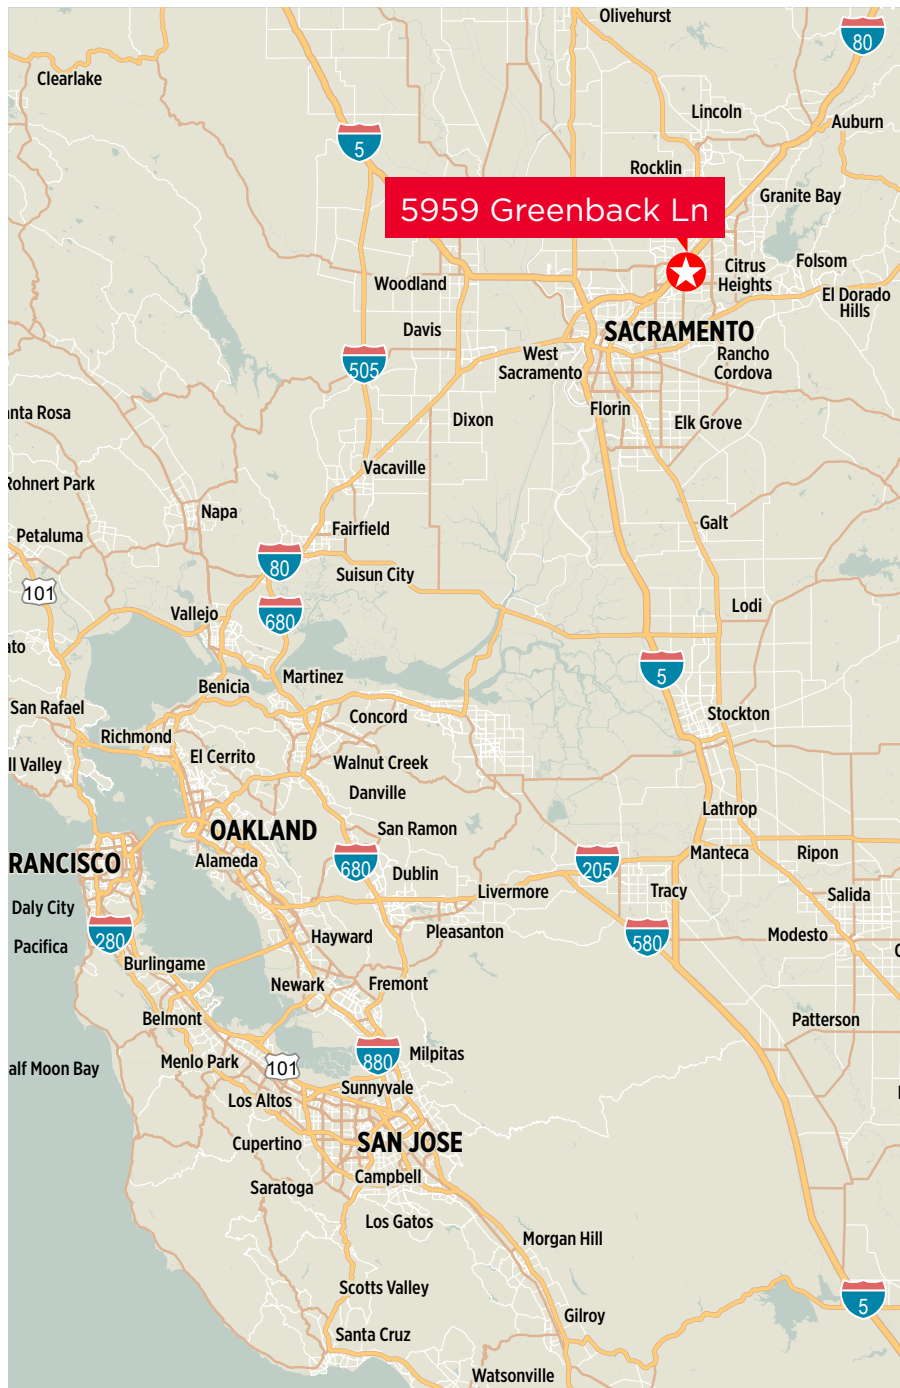 Olivehurst
80
Clearlake
Lincoln
Auburn
5
Rocklin
Granite Bay
5959 Greenback Ln
Citrus
Heights
Folsom
Woodland
El Dorado
Hills
Davis
SACRAMENTO
West
Sacramento
Rancho
Cordova
505
anta Rosa
Dixon
Florin
Elk Grove
Vacaville
Rohnert Park
Napa
Galt
Petaluma
Fairfield
80
Suisun City
101
Vallejo
680
Lodi
ato
5
Martinez
Benicia
San Rafael
Concord
Stockton
Richmond
El Cerrito
ll Valley
Walnut Creek
Danville
Lathrop
OAKLAND
San Ramon
RANCISCO
Alameda
680
Dublin
205
Manteca
Ripon
Livermore
Tracy
Salida
Daly City
Pacifica
280
Hayward
Pleasanton
580
Modesto
Burlingame
Newark
Fremont
Belmont
Patterson
Menlo Park
101
880
Milpitas
alf Moon Bay
Sunnyvale
Los Altos
Cupertino
SAN JOSE
Campbell
Saratoga
Los Gatos
Morgan Hill
Scotts Valley
5
Gilroy
Santa Cruz
Watsonville